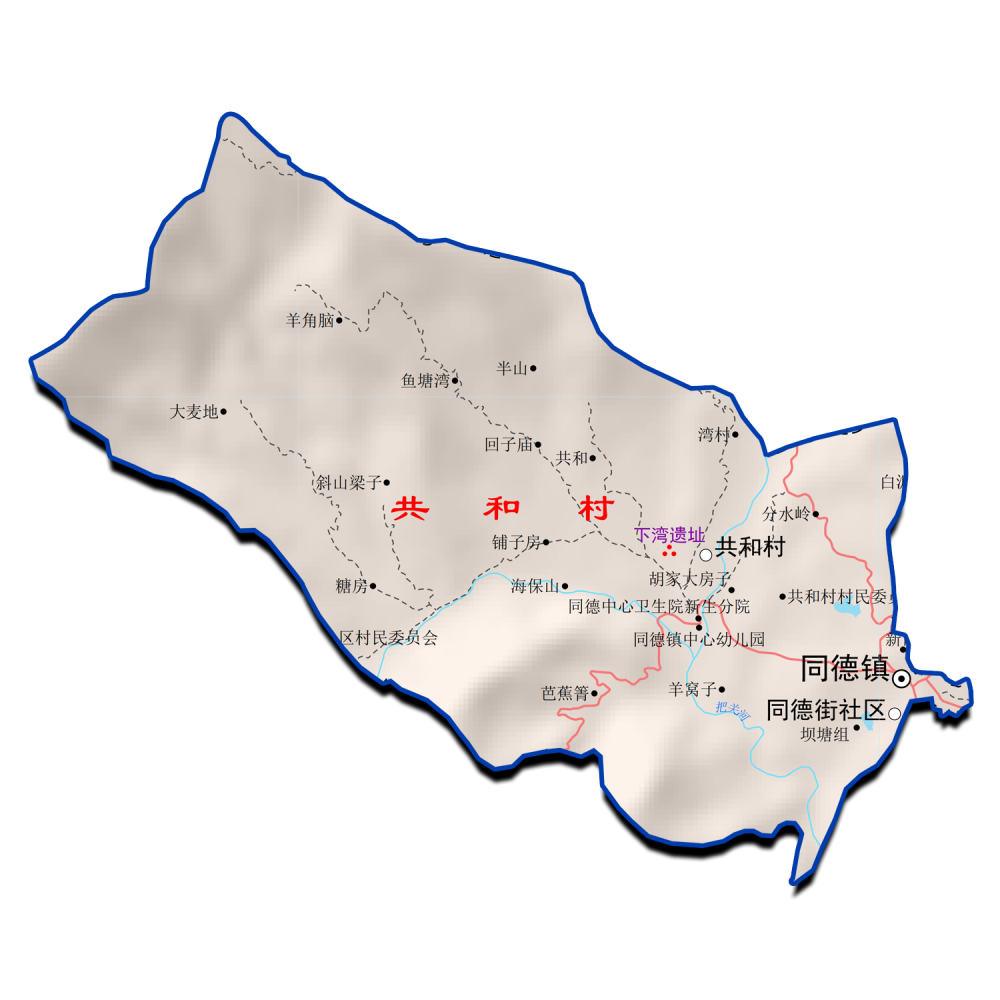 羊角脑
半山
鱼塘湾
大麦地
湾村
回子庙
共和
斜山梁子
白
共和村
分水岭
下湾遗址
铺子房
共和村
胡家大房子
糖房
海保山
共和村村民委
同德中心卫生院新生分院
区村民委员会
同德镇中心幼儿园
新
同德镇
芭蕉箐
羊窝子
把关河
同德街社区
坝塘组